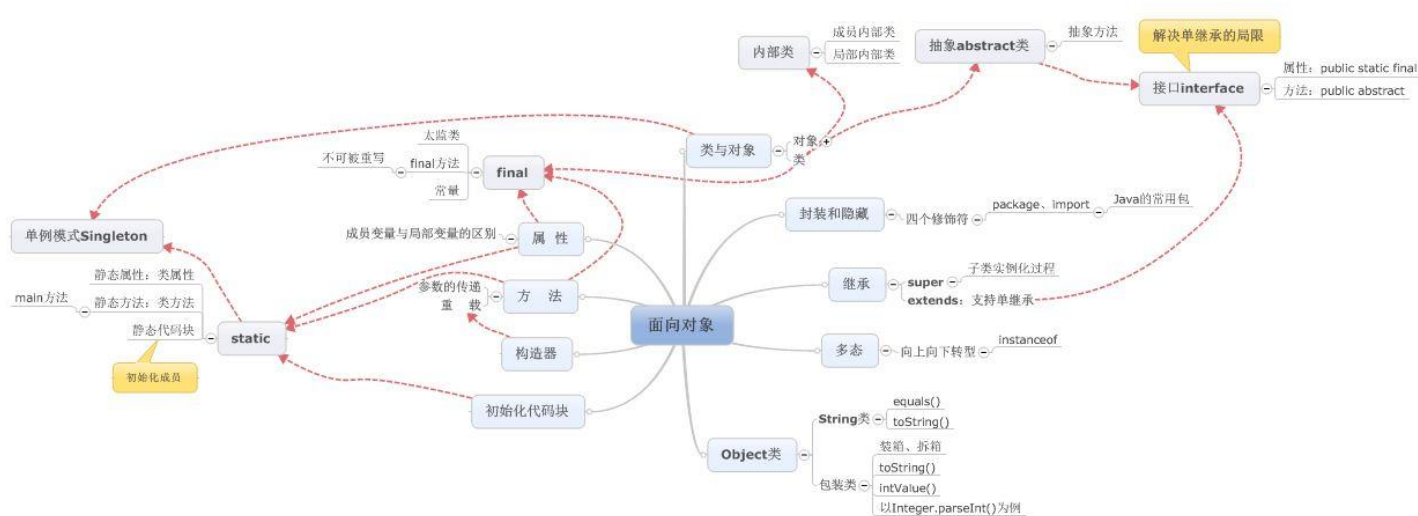 解决单继承的局限
成员内部类
内部类
局部内部类
抽象abstract类
抽象方法
接口interface
属性：public static final
方法：public abstract
类与对象
对象
类
太监类
不可被重写
final方法
常量
final
封装和隐藏
四个修饰符
package、import
Java的常用包
单例模式Singleton
成员变量与局部变量的区别
属 性
静态属性：类属性
main方法
静态方法：类方法
静态代码块
static
初始化成员
参数的传递
重 载
方 法
继承
super
子类实例化过程
extends：支持单继承
面向对象
构造器
多态
向上向下转型
instanceof
初始化代码块
Object类
String类
equals()
toString()
包装类
装箱、拆箱
toString()
intValue()
以Integer.parseInt()为例